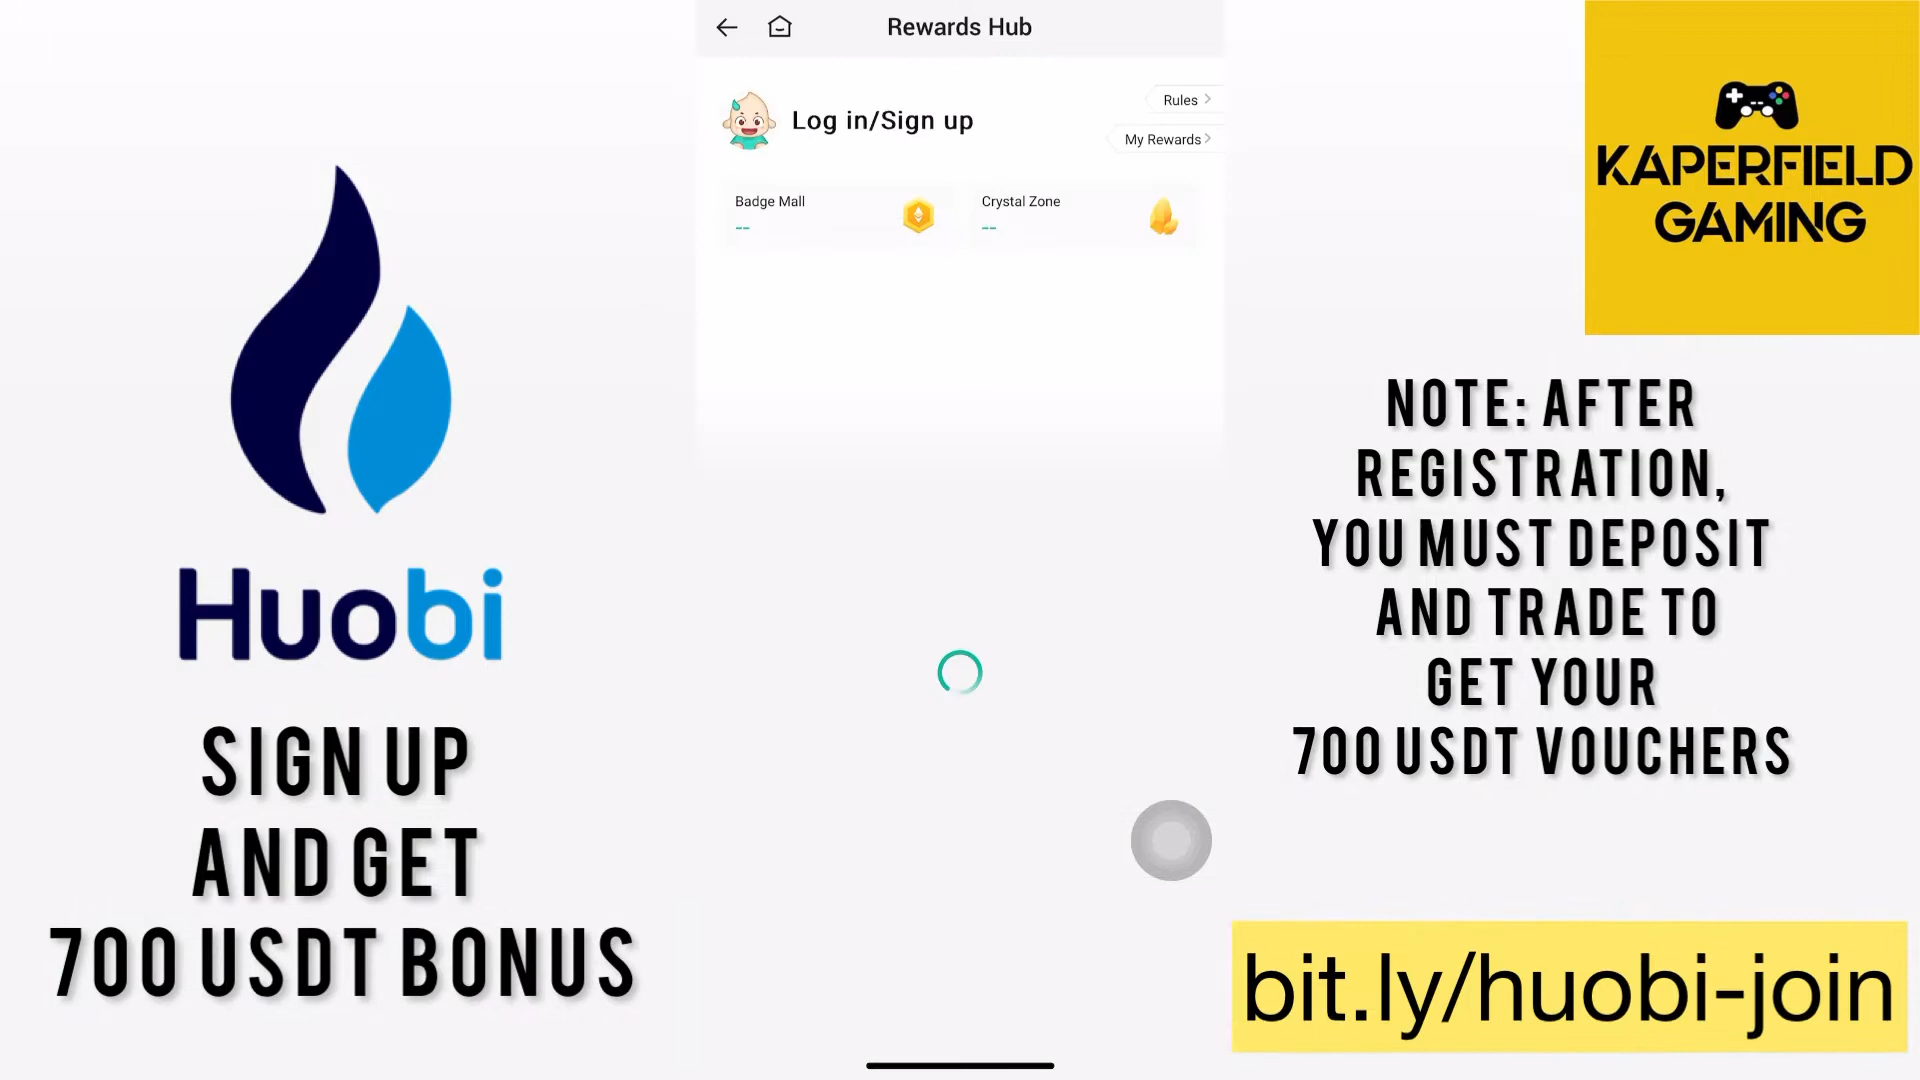 Rewards Hub
Log in/Sign up
Rules
My Rewards
Badge Mall
--
Crystal Zone
--
Huobi
SIGN UP
AND GET
700 USDT BONUS
KAPERFIELD
GAMING
NOTE: AFTER
REGISTRATION,
YOU MUST DEPOSIT
AND TRADE TO
GET YOUR
700 USDT VOUCHERS
bit.ly/huobi-join